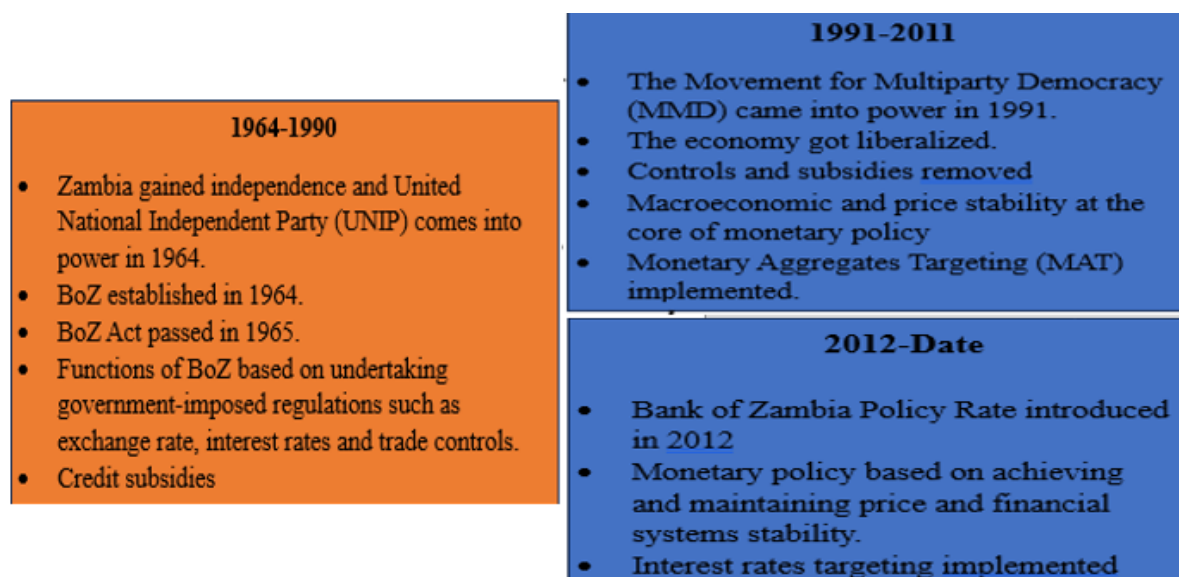 1964-1990
• Zambia gained independence and United
National Independent Party (UNIP) comes into
power in 1964.
• BoZ established in 1964.
• BoZ Act passed in 1965.
• Functions of BoZ based on undertaking
government-imposed regulations such as
exchange rate, interest rates and trade controls.
• Credit subsidies
1991-2011
• The Movement for Multiparty Democracy
(MMD) came into power in 1991.
• The economy got liberalized.
• Controls and subsidies removed
• Macroeconomic and price stability at the
core of monetary policy
• Monetary Aggregates Targeting (MAT)
implemented.
2012-Date
• Bank of Zambia Policy Rate introduced
in 2012
• Monetary policy based on achieving
and maintaining price and financial
systems stability.
• Interest rates targeting implemented